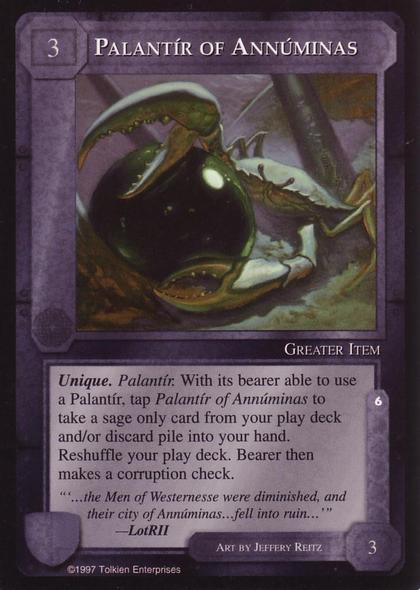 3
PALANTÍR OF ANNÚMINAS
GREATER ITEM
Unique. Palantír. With its bearer able to use
a Palantír, tap Palantír of Annúminas to
take a sage only card from your play deck
and/or discard pile into your hand.
Reshuffle your play deck. Bearer then
makes a corruption check.
6
“‘…the Men of Westernesse were diminished, and
their city of Annúminas…fell into ruin…’”
—LotRII
ART BY JEFFERY REITZ
3
©1997 Tolkien Enterprises